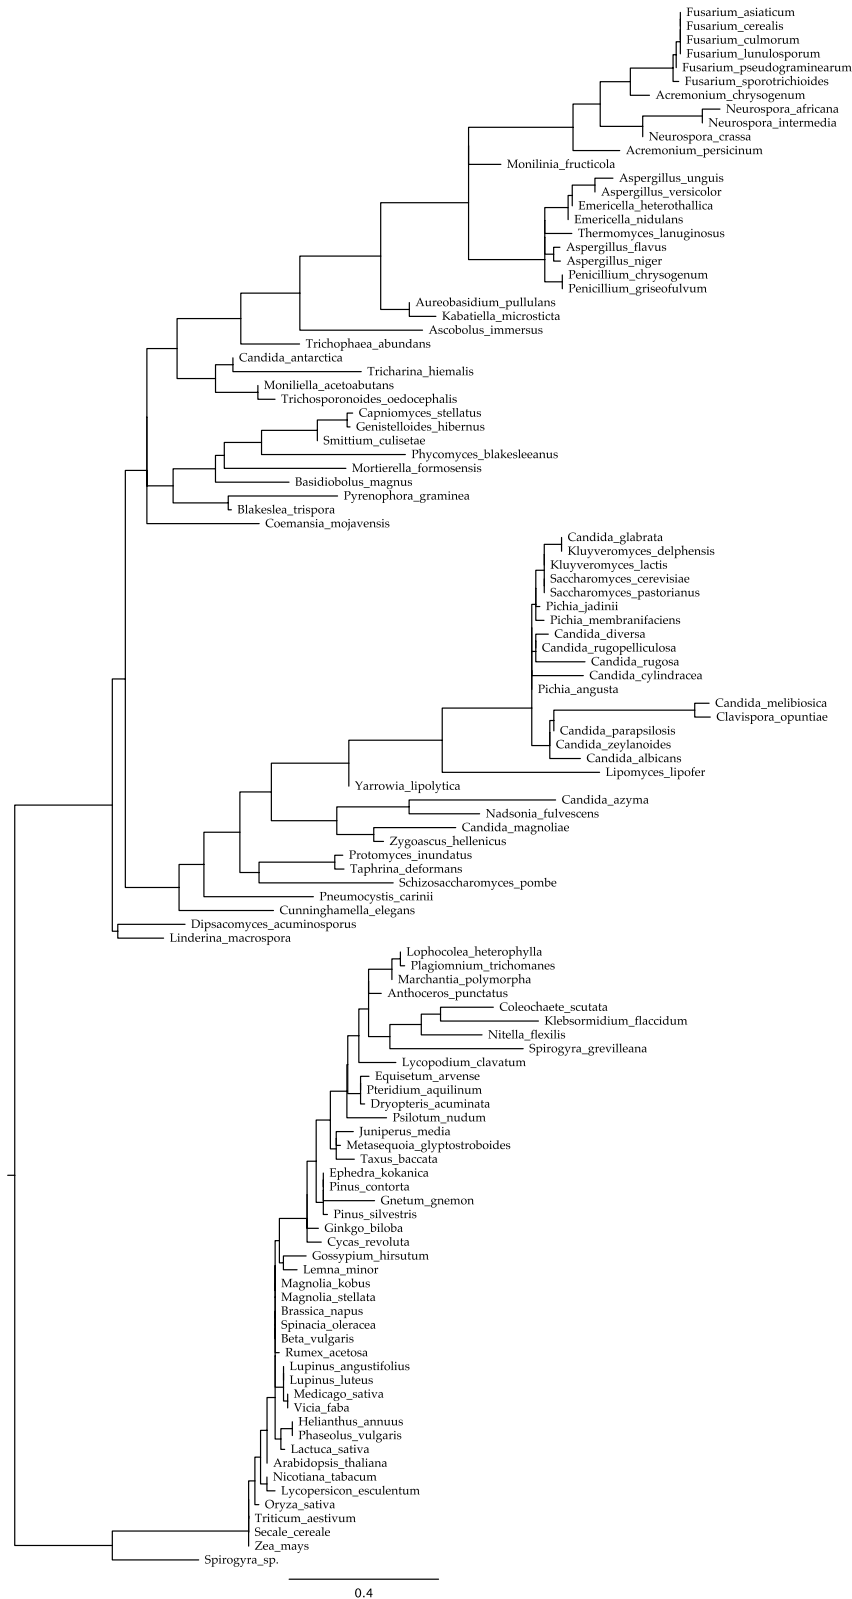 Fusarium_asiaticum
Fusarium_cerealis
Fusarium_culmorum
Fusarium_lunulosporum
Fusarium_pseudograminearum
Fusarium_sporotrichioides
Acremonium_chrysogenum
Neurospora_africana
Neurospora_intermedia
Neurospora_crassa
Acremonium_persicinum
Monilinia_fructicola
Aspergillus_unguis
Aspergillus_versicolor
Emericella_heterothallica
Emericella_nidulans
Thermomyces_lanuginosus
Aspergillus_flavus
Aspergillus_niger
Penicillium_chrysogenum
Penicillium_griseofulvum
Aureobasidium_pullulans
Kabatiella_microsticta
Ascobolus_immersus
Trichophaea_abundans
Candida_antarctica
Tricharina_hiemalis
Moniliella_acetoabutans
Trichosporonoides_oedocephalis
Capniomyces_stellatus
Genistelloides_hibernus
Smittium_culisetae
Phycomyces_blakesleeanus
Mortierella_formosensis
Basidiobolus_magnus
Pyrenophora_graminea
Blakeslea_trispora
Coemansia_mojavensis
Candida_glabrata
Kluyveromyces_delphensis
Kluyveromyces_lactis
Saccharomyces_cerevisiae
Saccharomyces_pastorianus
Pichia_jadinii
Pichia_membranifaciens
Candida_diversa
Candida_rugopelliculosa
Candida_rugosa
Candida_cylindracea
Pichia_angusta
Candida_melibiosica
Clavispora_opuntiae
Candida_parapsilosis
Candida_zeylanoides
Candida_albicans
Lipomyces_lipofer
Yarrowia_lipolytica
Candida_azyma
Nadsonia_fulvescens
Candida_magnoliae
Zygoascus_hellenicus
Protomyces_inundatus
Taphrina_deformans
Schizosaccharomyces_pombe
Pneumocystis_carinii
Cunninghamella_elegans
Dipsacomyces_acuminosporus
Linderina_macrospora
Lophocolea_heterophylla
Plagiomnium_trichomanes
Marchantia_polymorpha
Anthoceros_punctatus
Coleochaete_scutata
Klebsormidium_flaccidum
Nitella_flexilis
Spirogyra_grevilleana
Lycopodium_clavatum
Equisetum_arvense
Pteridium_aquilinum
Dryopteris_acuminata
Psilotum_nudum
Juniperus_media
Metasequoia_glyptostroboides
Taxus_baccata
Ephedra_kokanica
Pinus_contorta
Gnetum_gnemon
Pinus_silvestris
Ginkgo_biloba
Cycas_revoluta
Gossypium_hirsutum
Lemna_minor
Magnolia_kobus
Magnolia_stellata
Brassica_napus
Spinacia_oleracea
Beta_vulgaris
Rumex_acetosa
Lupinus_angustifolius
Lupinus_luteus
Medicago_sativa
Vicia_faba
Helianthus_annuus
Phaseolus_vulgaris
Lactuca_sativa
Arabidopsis_thaliana
Nicotiana_tabacum
Lycopersicon_esculentum
Oryza_sativa
Triticum_aestivum
Secale_cereale
Zea_mays
Spirogyra_sp.
0.4